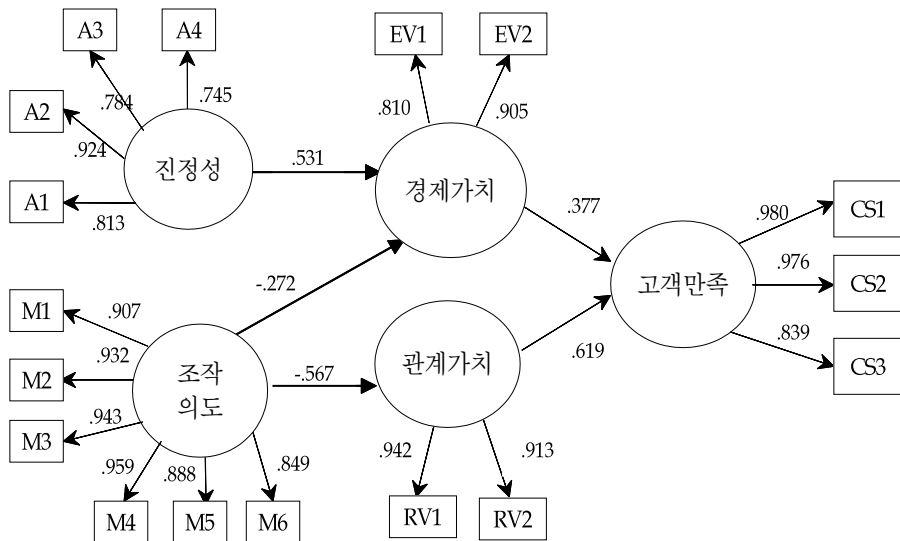 A3
A4
EV1
EV2
.784
.745
.810
.905
A2
.924
진정성
.531
경제가치
A1
.813
.377
.980
CS1
-.272
고객만족
.976
CS2
M1
.907
.839
CS3
.932
조작
의도
-.567
관계가치
.619
M2
.943
M3
.959
.888
.849
.942
.913
M4
M5
M6
RV1
RV2